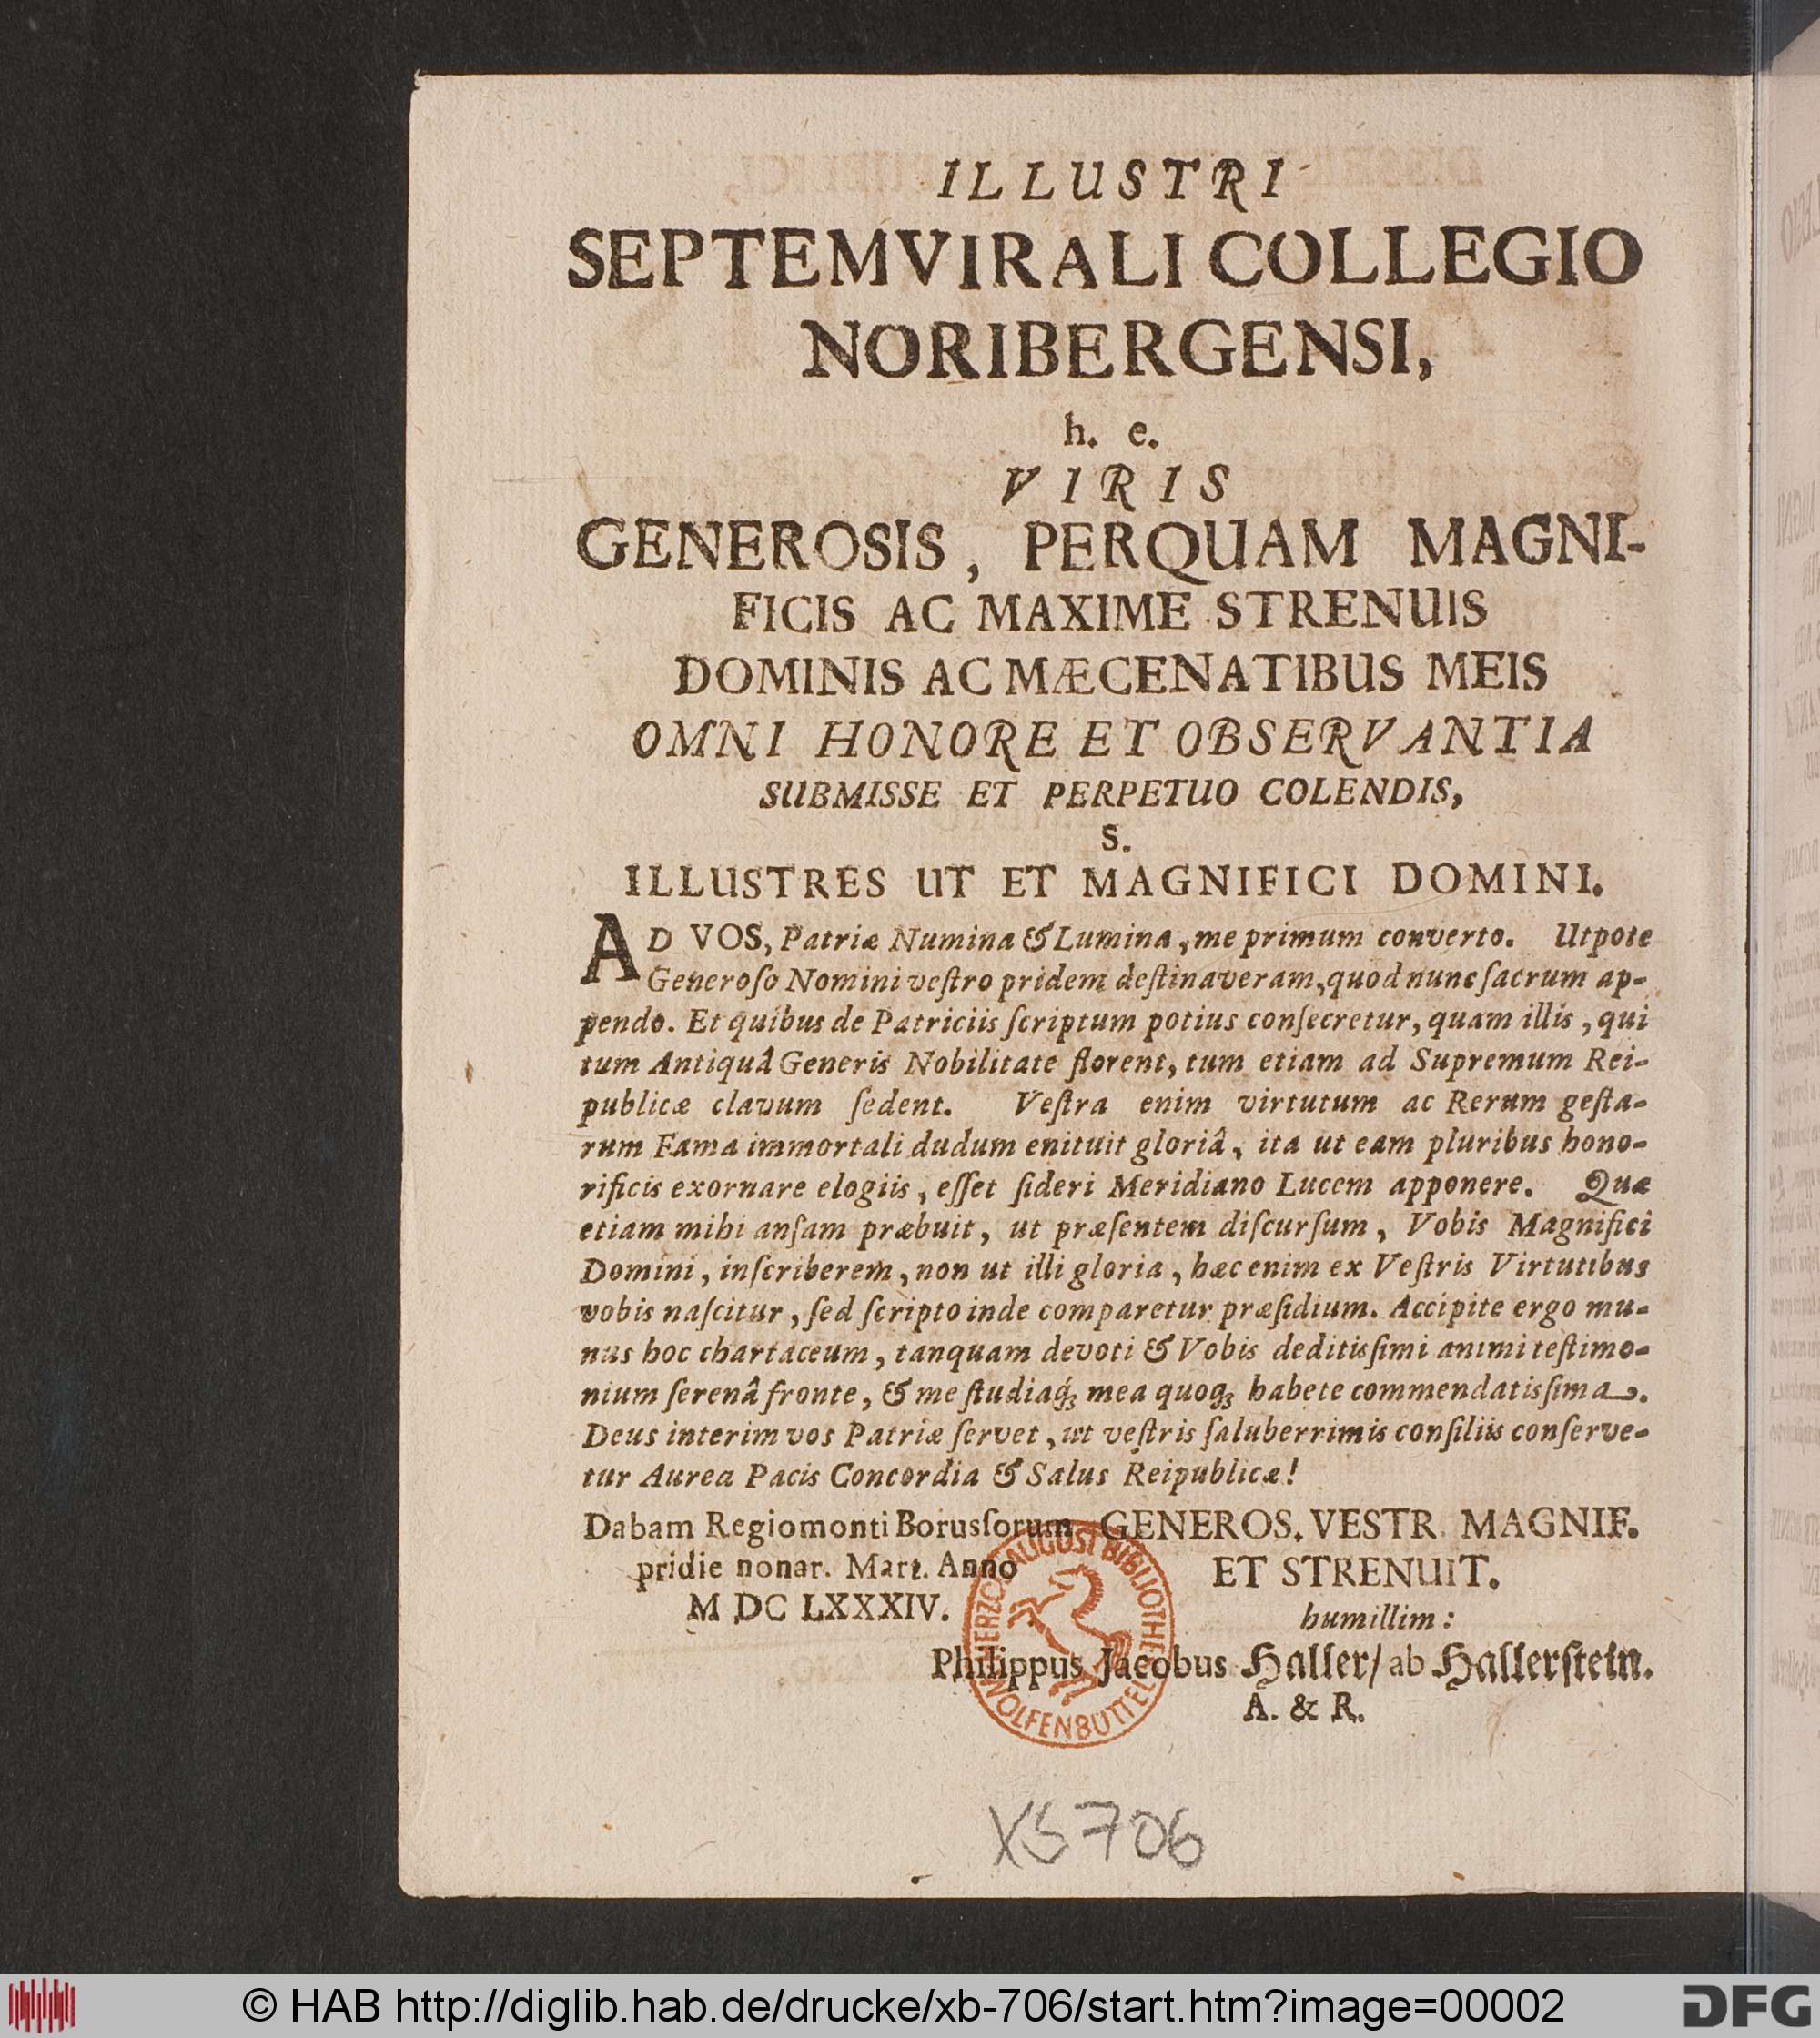 ILLUSTRI
SEPTEMVIRALI COLLEGIO
NORIBERGENSI,
h. e.
VIRIS
GENEROSIS, PERQUAM MAGNI-
FICIS AC MAXIME STRENUIS
DOMINIS AC MÆCENATIBUS MEIS
OMNI HONORE ET OBSERVANTIA
SUBMISSE ET PERPETUO COLENDIS,
S.
ILLUSTRES UT ET MAGNIFICI DOMINI.
AD VOS, Patriæ Numina & Lumina, me primum converto. Utpote
Generoſo Nomini veſtro pridem deſtinaveram, quod nunc ſacrum ap-
pendo. Et quibus de Patriciis ſcriptum potius conſecretur, quam illis, qui
tum Antiquâ Generis Nobilitate florent, tum etiam ad Supremum Rei-
publicæ clavum ſedent. Veſtra enim virtutum ac Rerum geſta-
rum Fama immortali dudum enituit gloriâ, ita ut eam pluribus hono-
rificis exornare elogiis, eſſet ſideri Meridiano Lucem apponere. Quæ
etiam mihi anſam præbuit, ut præſentem diſcurſum, Vobis Magnifici
Domini, inſcriberem, non ut illi gloria, hæc enim ex Veſtris Virtutibus
vobis naſcitur, ſed ſcripto inde comparetur præſidium. Accipite ergo mu-
nus hoc chartaceum, tanquam devoti & Vobis deditisſimi animi teſtimo-
nium ſerenâ fronte, & me ſtudiaq́ꝫ mea quoqꝫ habete commendatisſima.
Deus interim vos Patriæ ſervet, ut veſtris ſaluberrimis conſiliis conſerve-
tur Aurea Pacis Concordia & Salus Reipublicæ!
Dabam Regiomonti Borusſorum
pridie nonar. Mart. Anno
M DC LXXXIV.
GENEROS. VESTR. MAGNIF.
ET STRENUIT.
humillim:
Philippus Jacobus Haller/ ab Hallerſtein.
A. & R.
HERZOG AUGUST BIBLIOTHEK
WOLFENBÜTTEL
Xb 706
© HAB http://diglib.hab.de/drucke/xb-706/start.htm?image=00002
DFG